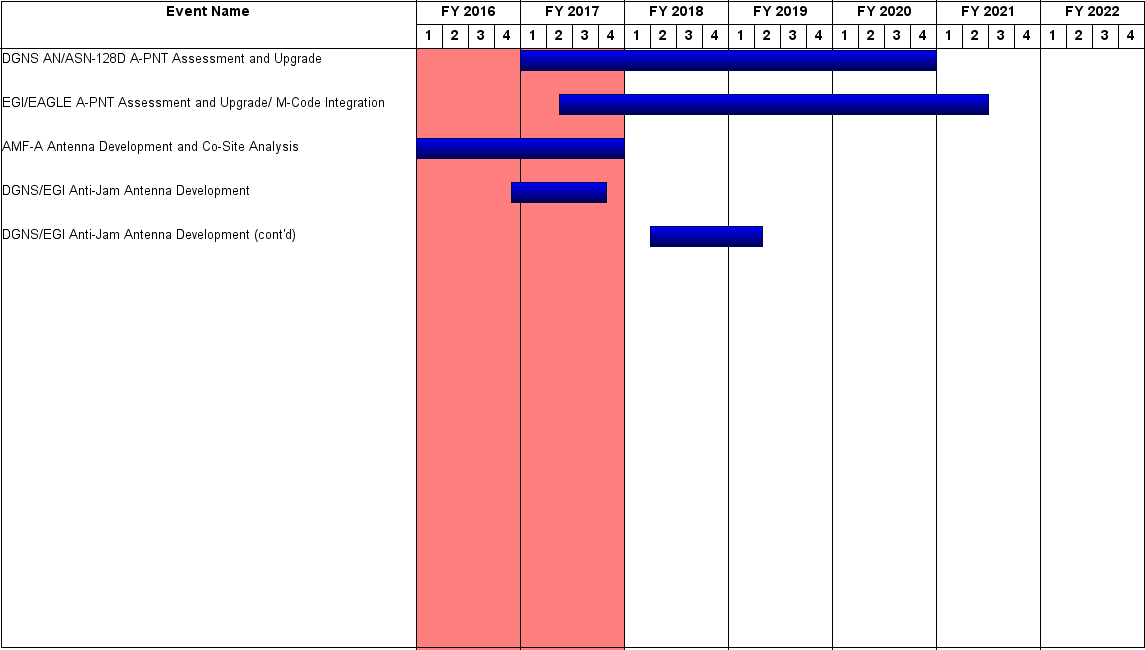 Event Name FY 2016 FY 2017 FY 2018 FY 2019 FY 2020 FY 2021 FY 2022
1 2 3 4 1 2 3 4 1 2 3 4 1 2 3 4 1 2 3 4 1 2 3 4 1 2 3 4
DGNS AN/ASN-128D A-PNT Assessment and Upgrade
EGI/EAGLE A-PNT Assessment and Upgrade/ M-Code Integration
AMF-A Antenna Development and Co-Site Analysis
DGNS/EGI Anti-Jam Antenna Development
DGNS/EGI Anti-Jam Antenna Development (cont'd)